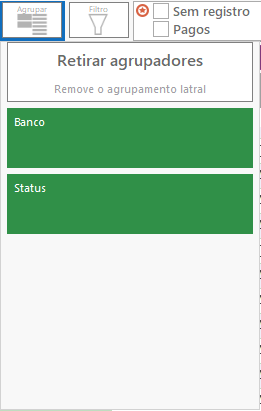 Agrupar
Filtro
Sem registro
Pagos
Retirar agrupadores
Remove o agrupamento latral
Banco
Status